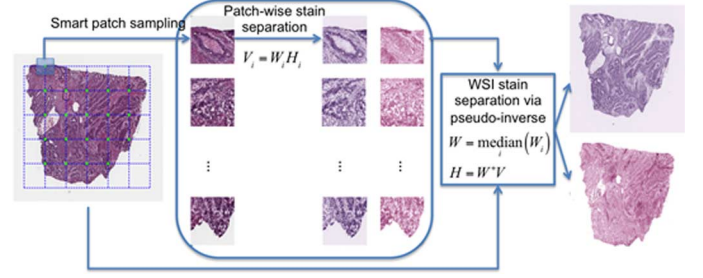 Smart patch sampling
Patch-wise stain
separation
V_i = W_i H_i
⋮ ⋮ ⋮
WSI stain
separation via
pseudo-inverse
W = median_i (W_i)
H = W⁺V